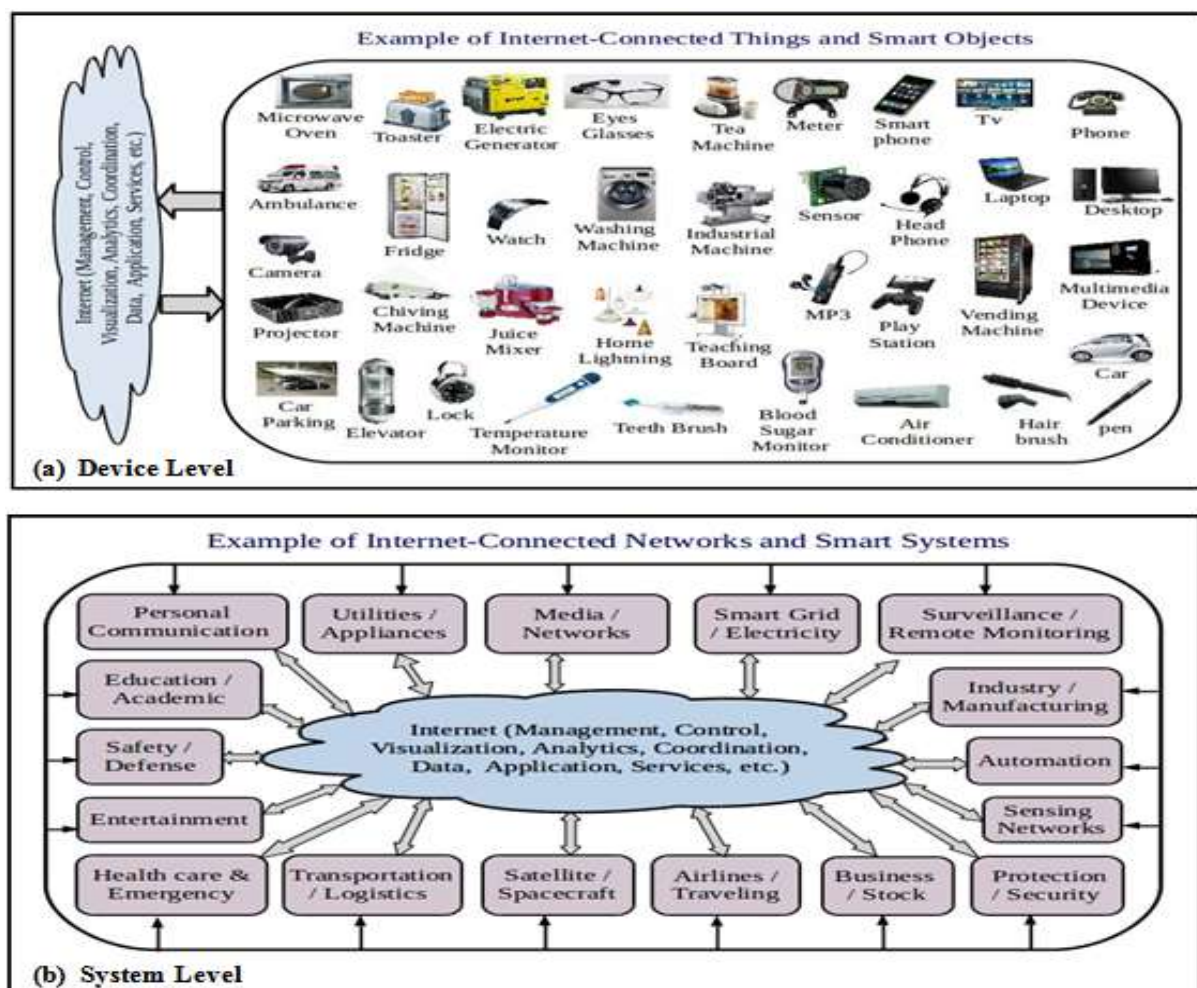 Example of Internet-Connected Things and Smart Objects
Internet (Management, Control,
Visualization, Analytics, Coordination,
Data, Application, Services, etc.)
Microwave
Oven
Toaster
Electric
Generator
Eyes
Glasses
Tea
Machine
Meter
Smart
phone
Tv
Phone
Ambulance
Fridge
Watch
Washing
Machine
Industrial
Machine
Sensor
Head
Phone
Laptop
Desktop
Camera
Projector
Chiving
Machine
Juice
Mixer
Home
Lightning
Teaching
Board
MP3
Play
Station
Vending
Machine
Multimedia
Device
Car
Car
Parking
Elevator
Lock
Temperature
Monitor
Teeth Brush
Blood
Sugar
Monitor
Air
Conditioner
Hair
brush
pen
(a) Device Level
Example of Internet-Connected Networks and Smart Systems
Personal
Communication
Utilities /
Appliances
Media /
Networks
Smart Grid
/ Electricity
Surveillance /
Remote Monitoring
Education /
Academic
Industry /
Manufacturing
Internet (Management, Control,
Visualization, Analytics, Coordination,
Data, Application, Services, etc.)
Safety /
Defense
Automation
Entertainment
Sensing
Networks
Health care &
Emergency
Transportation
/ Logistics
Satellite /
Spacecraft
Airlines /
Traveling
Business
/ Stock
Protection
/ Security
(b) System Level